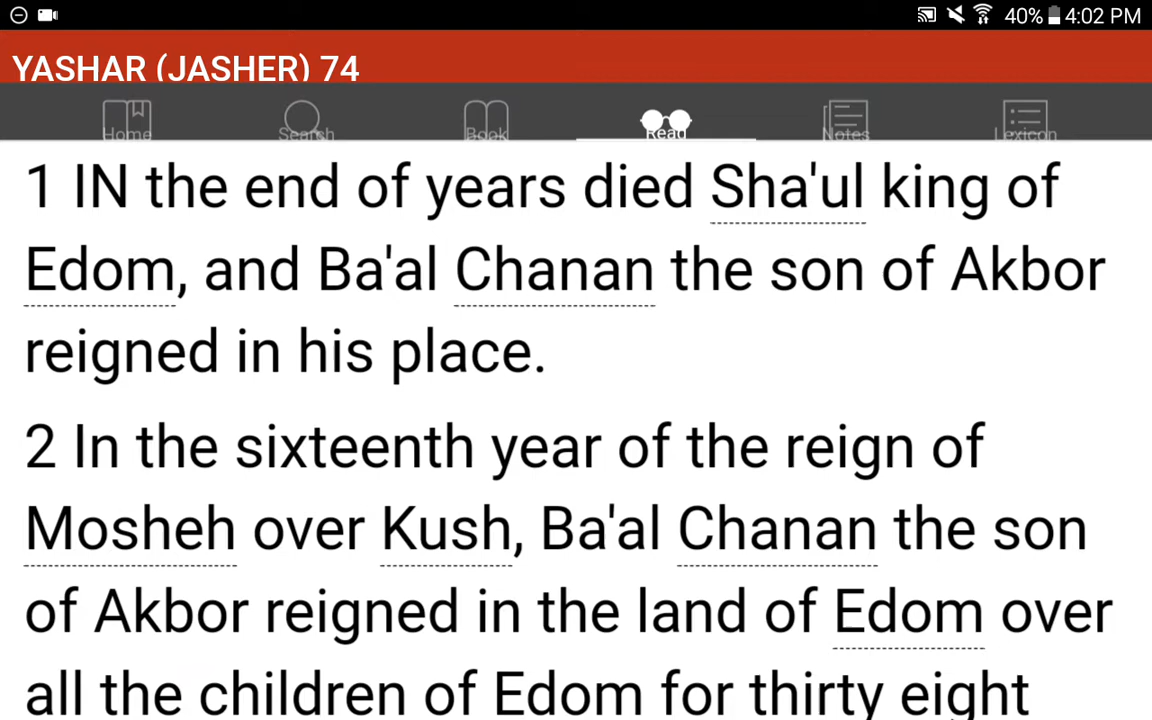 40% 4:02 PM
YASHAR (JASHER) 74
Home Search Book Read Notes Lexicon
1 IN the end of years died Sha'ul king of
Edom, and Ba'al Chanan the son of Akbor
reigned in his place.
2 In the sixteenth year of the reign of
Mosheh over Kush, Ba'al Chanan the son
of Akbor reigned in the land of Edom over
all the children of Edom for thirty eight